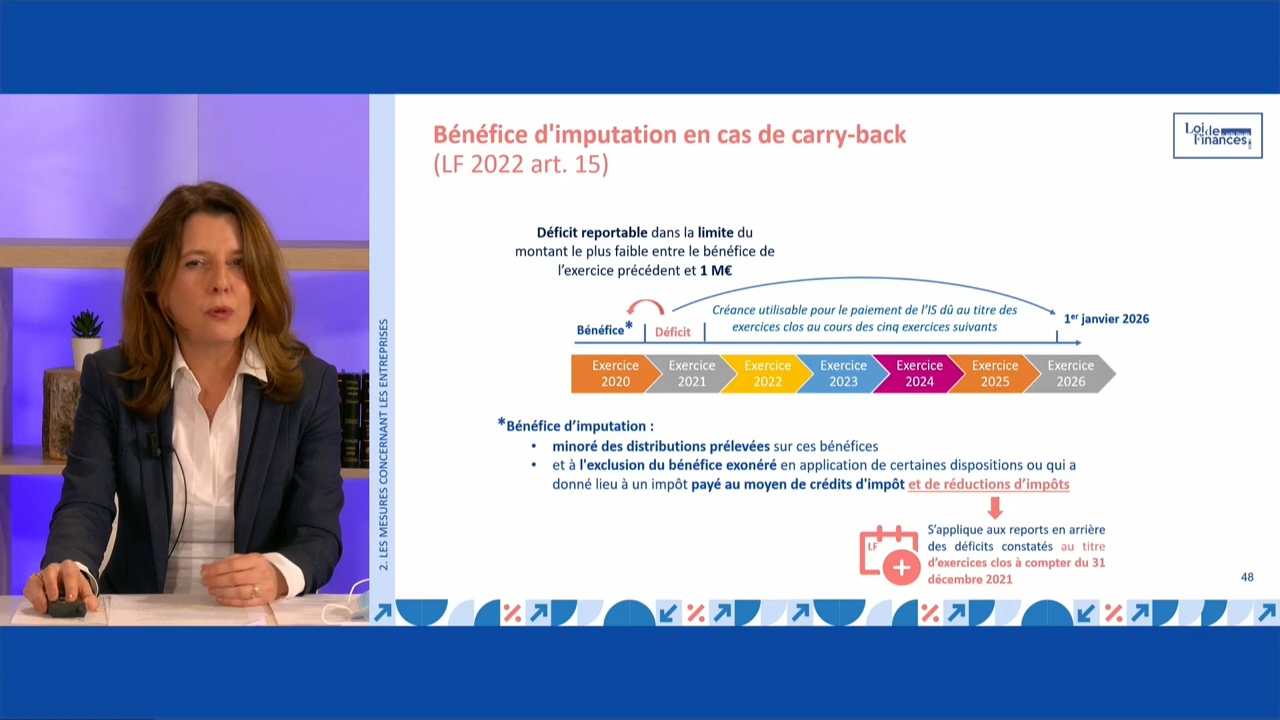 Bénéfice d'imputation en cas de carry-back
(LF 2022 art. 15)
Loi de
Finances
Déficit reportable dans la limite du
montant le plus faible entre le bénéfice de
l'exercice précédent et 1 M€
Créance utilisable pour le paiement de l'IS dû au titre des
exercices clos au cours des cinq exercices suivants
Bénéfice*
Déficit
1er janvier 2026
Exercice
2020
Exercice
2021
Exercice
2022
Exercice
2023
Exercice
2024
Exercice
2025
Exercice
2026
*Bénéfice d'imputation :
• minoré des distributions prélevées sur ces bénéfices
• et à l'exclusion du bénéfice exonéré en application de certaines dispositions ou qui a
donné lieu à un impôt payé au moyen de crédits d'impôt et de réductions d'impôts
LF
S'applique aux reports en arrière
des déficits constatés au titre
d'exercices clos à compter du 31
décembre 2021
2. LES MESURES CONCERNANT LES ENTREPRISES
48